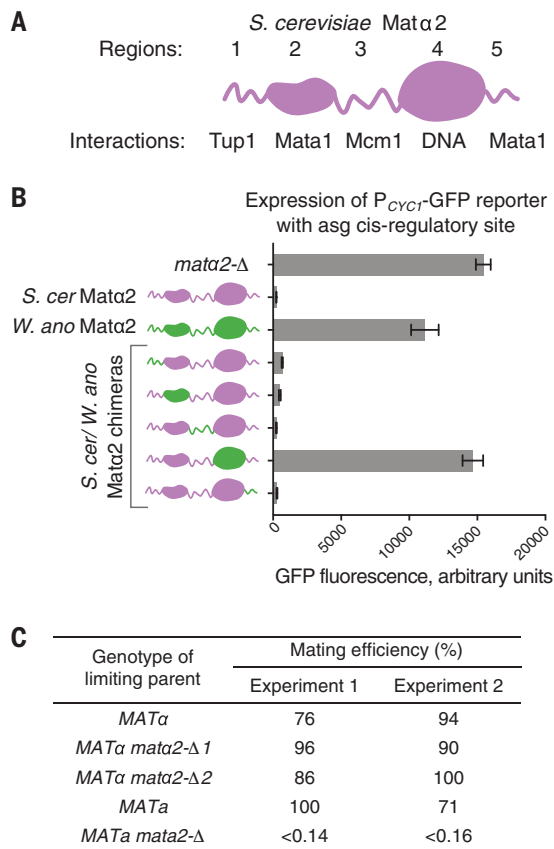 A
S. cerevisiae Matα2
Regions: 1 2 3 4 5
Interactions: Tup1 Mata1 Mcm1 DNA Mata1
B
Expression of PCYC1-GFP reporter
with asg cis-regulatory site
matα2-Δ
S. cer Matα2
W. ano Matα2
S. cer/ W. ano
Matα2 chimeras
0 5000 10000 15000 20000
GFP fluorescence, arbitrary units
C
Genotype of
limiting parent
Mating efficiency (%)
Experiment 1 Experiment 2
MATα 76 94
MATα matα2-Δ1 96 90
MATα matα2-Δ2 86 100
MATa 100 71
MATa mata2-Δ <0.14 <0.16